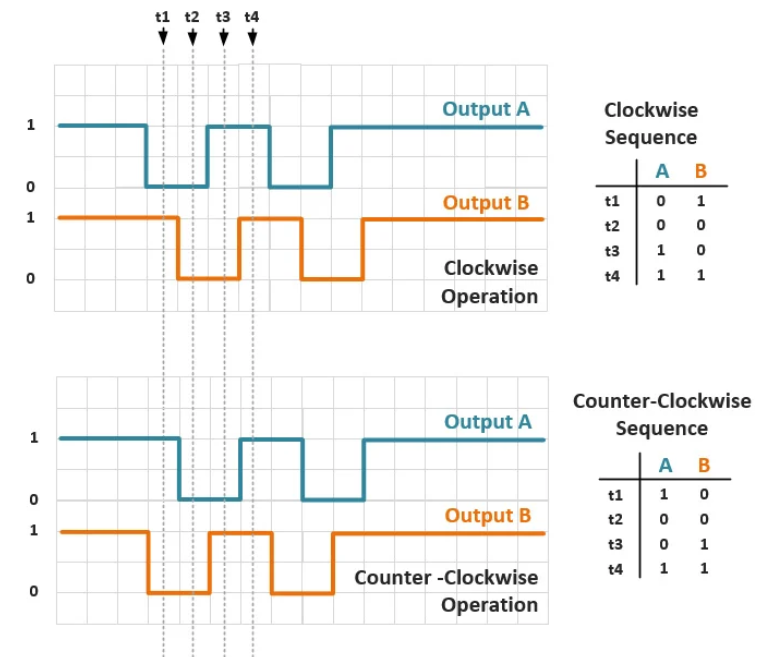 t1 t2 t3 t4
1
Output A
0
1
Output B
0
Clockwise
Operation
Clockwise
Sequence
A B
t1 0 1
t2 0 0
t3 1 0
t4 1 1
1
Output A
0
1
Output B
0
Counter -Clockwise
Operation
Counter-Clockwise
Sequence
A B
t1 1 0
t2 0 0
t3 0 1
t4 1 1